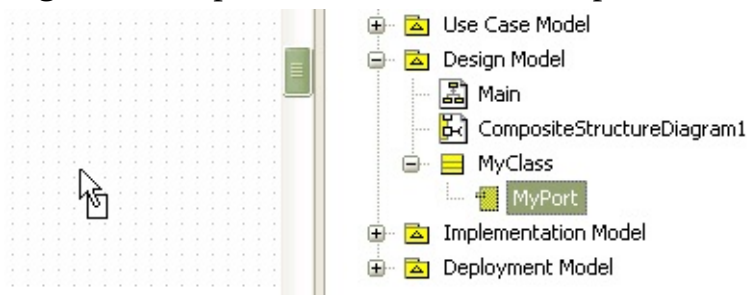 Use Case Model
Design Model
Main
CompositeStructureDiagram1
MyClass
MyPort
Implementation Model
Deployment Model